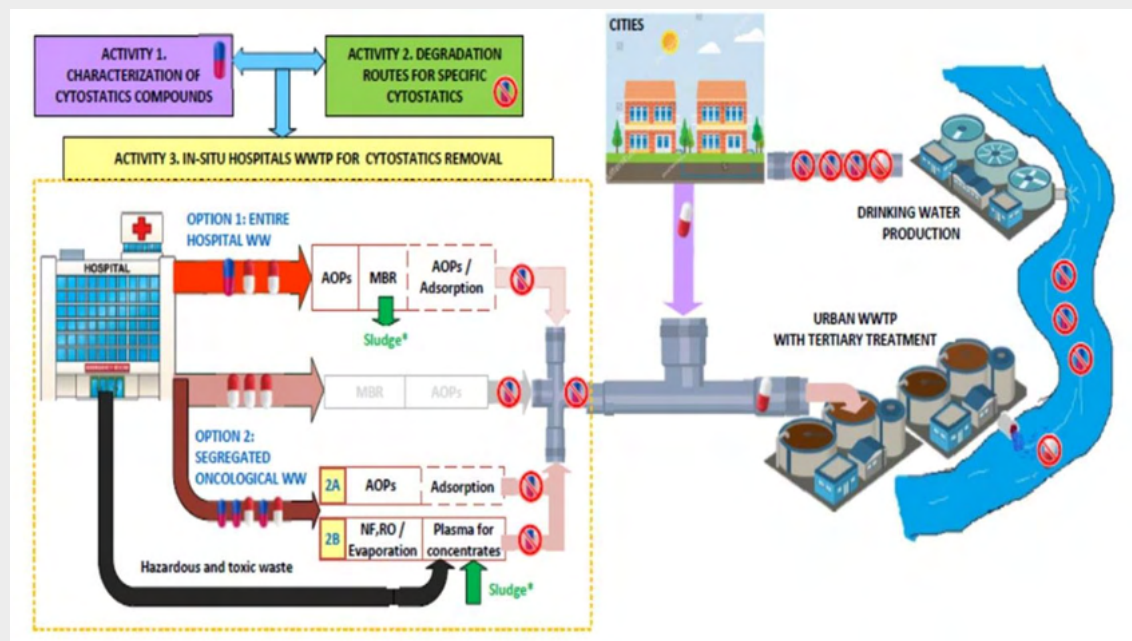 CITIES
ACTIVITY 1.
CHARACTERIZATION OF
CYTOSTATICS COMPOUNDS
ACTIVITY 2. DEGRADATION
ROUTES FOR SPECIFIC
CYTOSTATICS
ACTIVITY 3. IN-SITU HOSPITALS WWTP FOR CYTOSTATICS REMOVAL
OPTION 1: ENTIRE
HOSPITAL WW
HOSPITAL
AOPs
MBR
AOPs /
Adsorption
Sludge*
MBR
AOPs
OPTION 2:
SEGREGATED
ONCOLOGICAL WW
2A
AOPs
Adsorption
2B
NF,RO /
Evaporation
Plasma for
concentrates
Hazardous and toxic waste
Sludge*
DRINKING WATER
PRODUCTION
URBAN WWTP
WITH TERTIARY TREATMENT